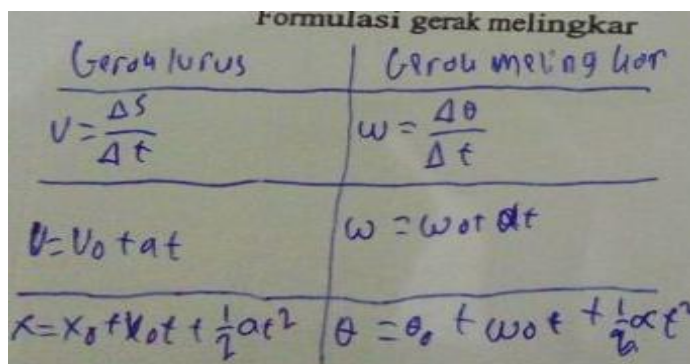 Formulasi gerak melingkar
Gerak lurus | Gerak melingkar
V = ΔS/Δt | ω = Δθ/Δt
V = V0 + at | ω = ω0 + αt
x = x0 + x0t + ½at² | θ = θ0 + ω0t + ½αt²